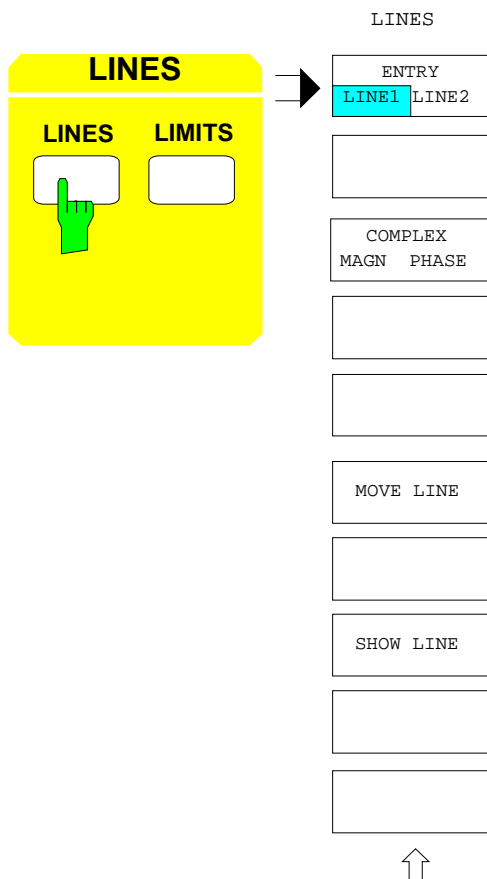 LINES
LINES
LINES LIMITS
ENTRY
LINE1 LINE2
COMPLEX
MAGN PHASE
MOVE LINE
SHOW LINE